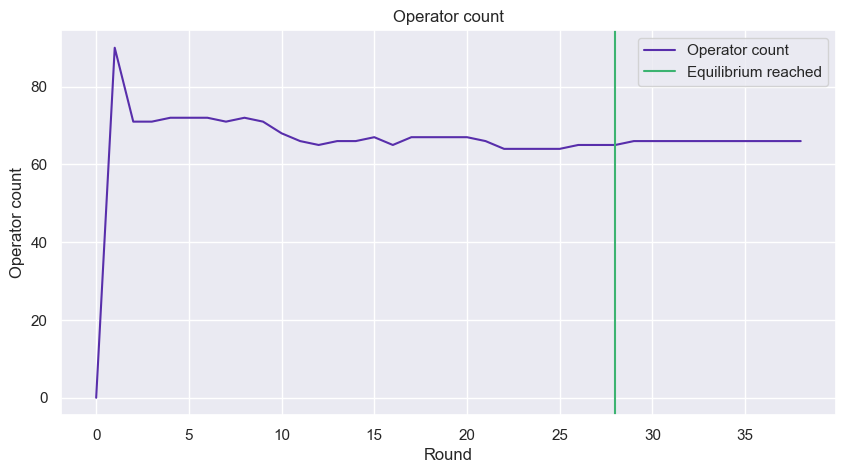 Operator count
Operator count
Equilibrium reached
Operator count
80
60
40
20
0
0 5 10 15 20 25 30 35
Round